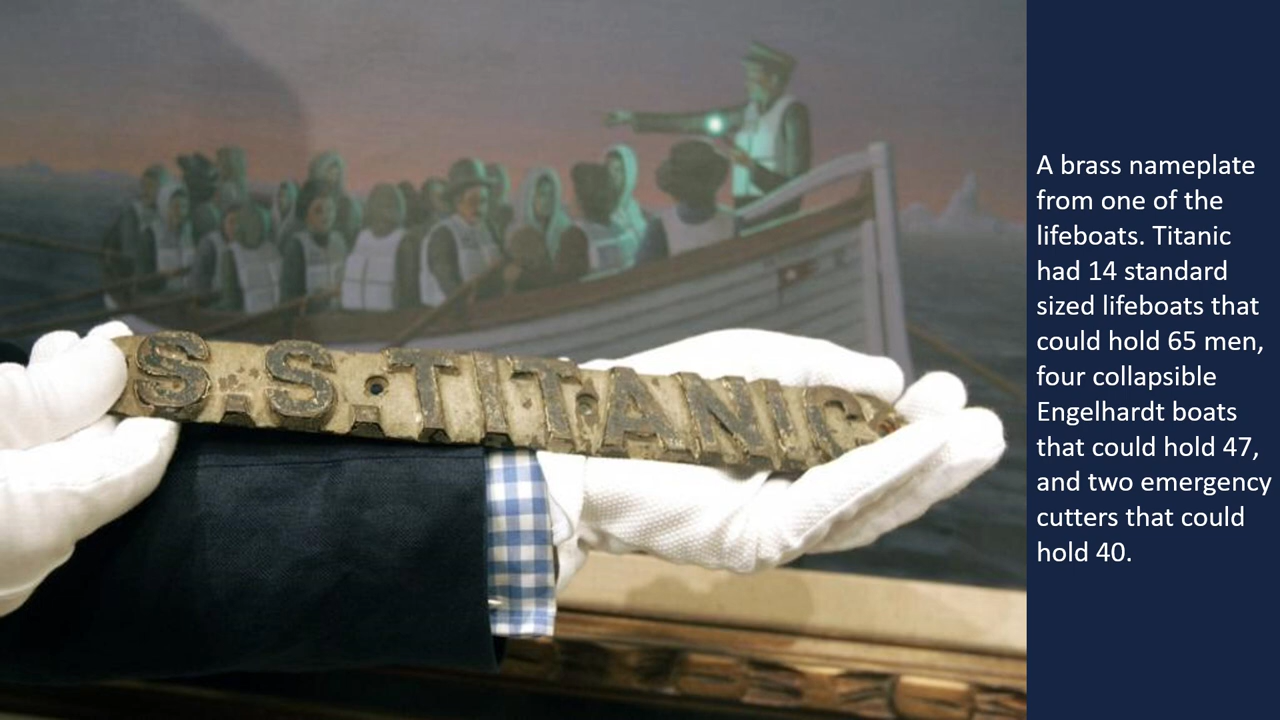 S.S.TITANIC
A brass nameplate
from one of the
lifeboats. Titanic
had 14 standard
sized lifeboats that
could hold 65 men,
four collapsible
Engelhardt boats
that could hold 47,
and two emergency
cutters that could
hold 40.